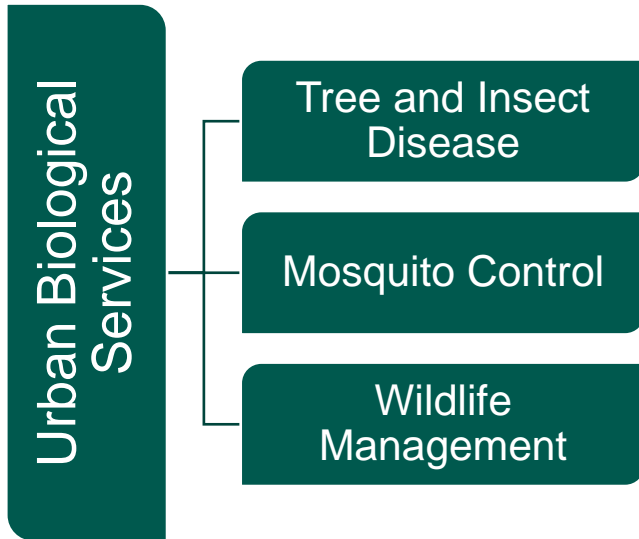 Urban Biological
Services
Tree and Insect
Disease
Mosquito Control
Wildlife
Management